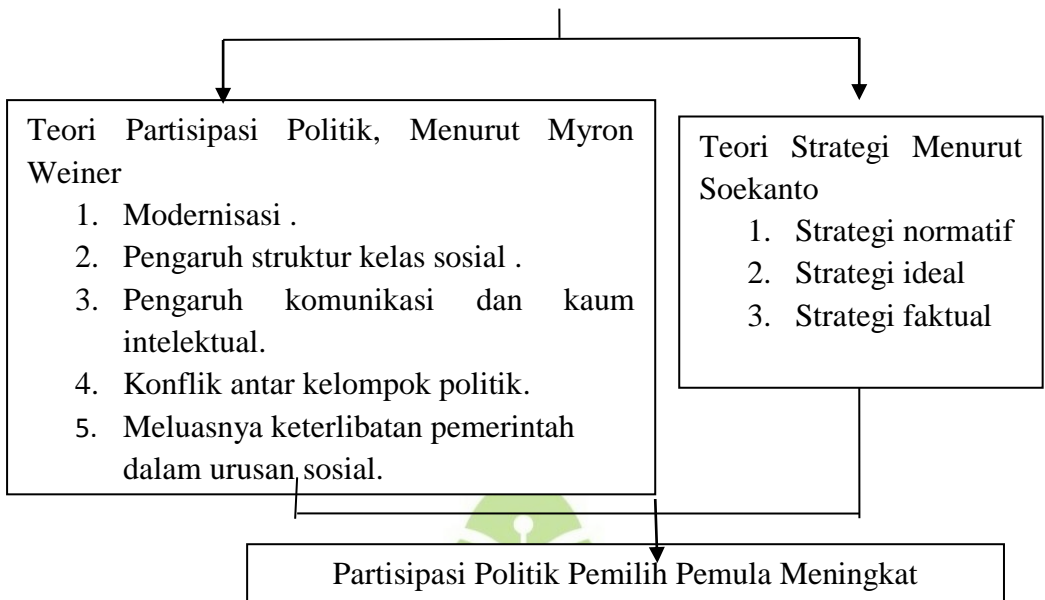 Teori Partisipasi Politik, Menurut Myron
Weiner
1. Modernisasi .
2. Pengaruh struktur kelas sosial .
3. Pengaruh komunikasi dan kaum
intelektual.
4. Konflik antar kelompok politik.
5. Meluasnya keterlibatan pemerintah
dalam urusan sosial.
Teori Strategi Menurut
Soekanto
1. Strategi normatif
2. Strategi ideal
3. Strategi faktual
Partisipasi Politik Pemilih Pemula Meningkat